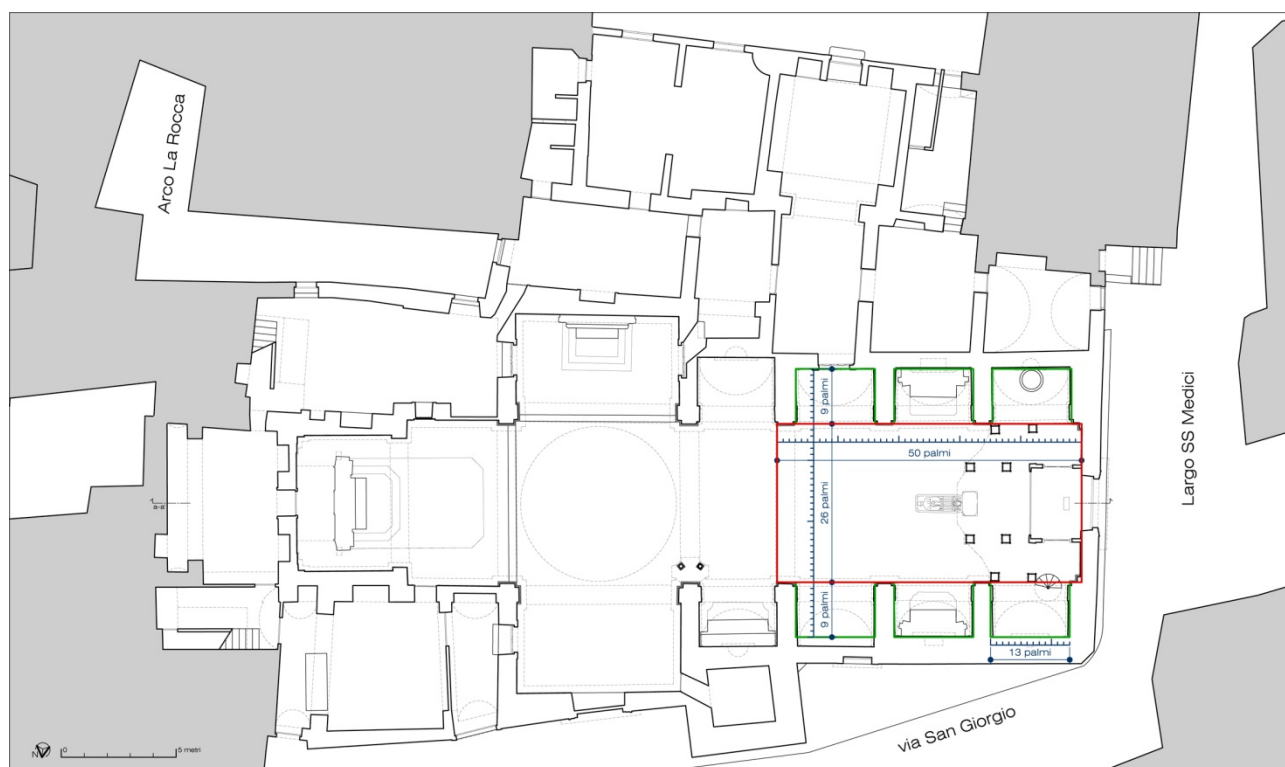 Arco La Rocca
Largo SS Medici
9 palmi
50 palmi
26 palmi
9 palmi
13 palmi
via San Giorgio
N
0
5 metri